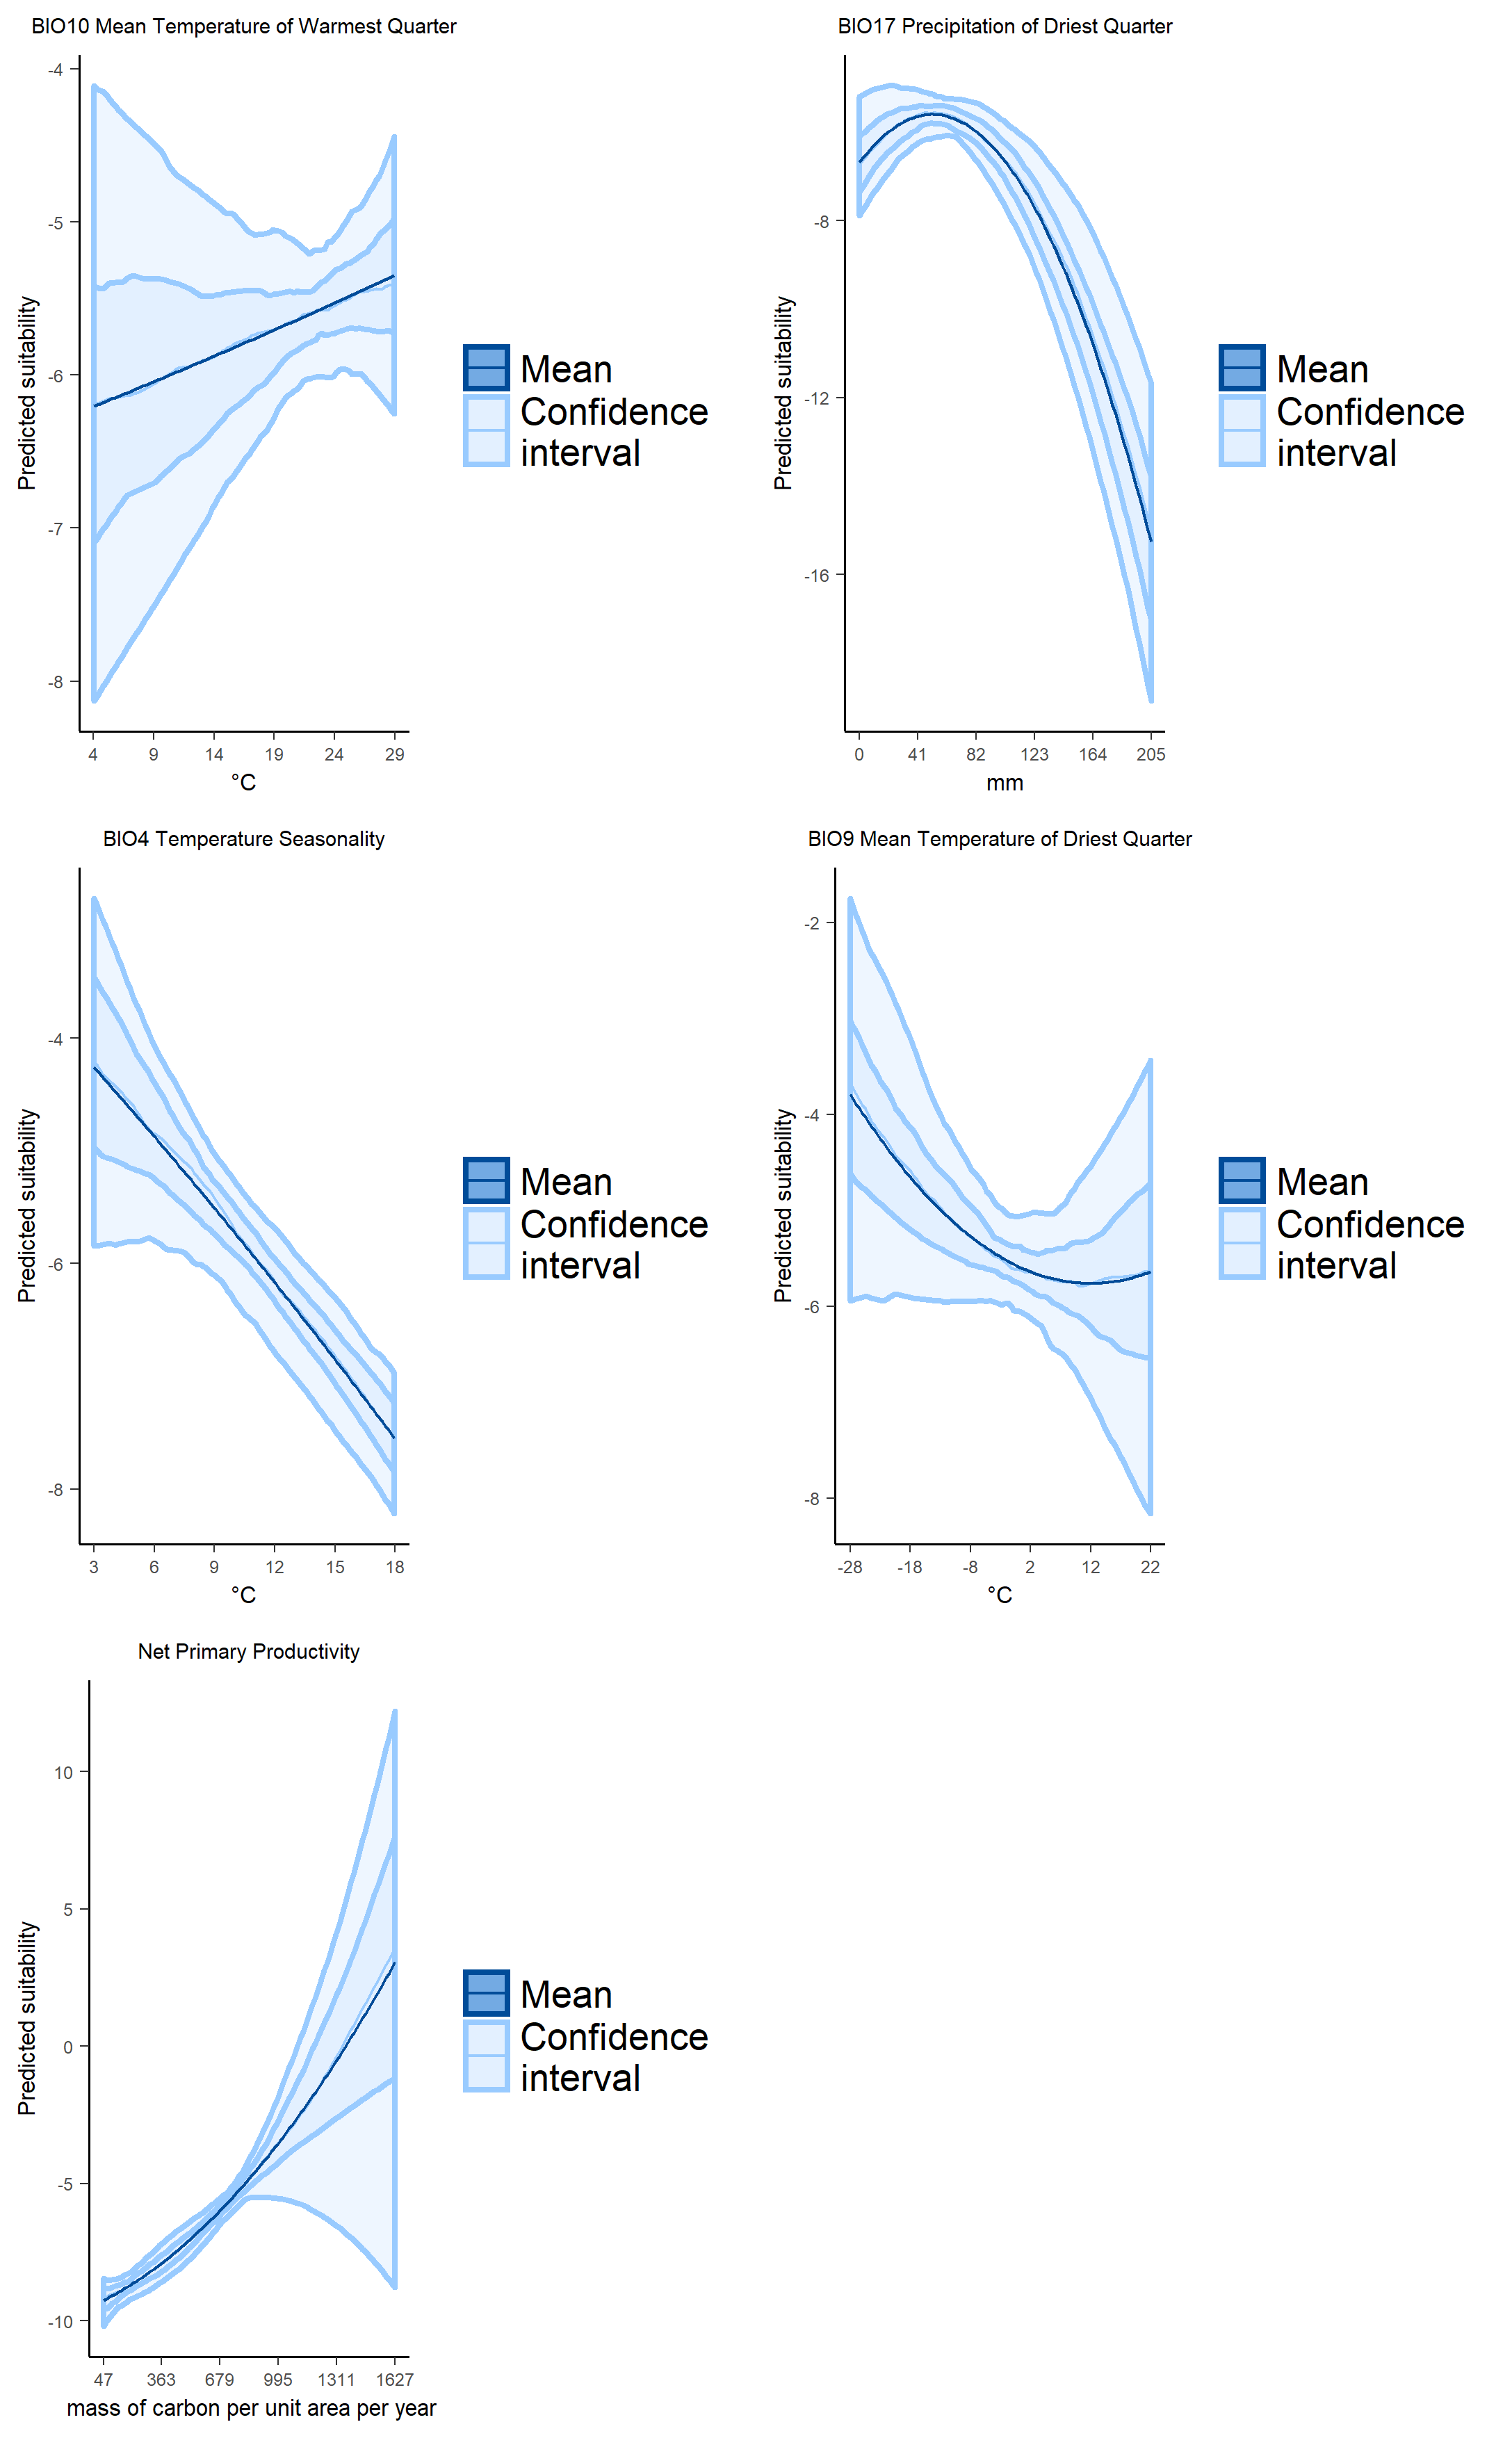 BIO10 Mean Temperature of Warmest Quarter
-4
-5
-6
-7
-8
Predicted suitability
4 9 14 19 24 29
°C
Mean
Confidence
interval
BIO17 Precipitation of Driest Quarter
-8
-12
-16
Predicted suitability
0 41 82 123 164 205
mm
Mean
Confidence
interval
BIO4 Temperature Seasonality
-4
-6
-8
Predicted suitability
3 6 9 12 15 18
°C
Mean
Confidence
interval
BIO9 Mean Temperature of Driest Quarter
-2
-4
-6
-8
Predicted suitability
-28 -18 -8 2 12 22
°C
Mean
Confidence
interval
Net Primary Productivity
10
5
0
-5
-10
Predicted suitability
47 363 679 995 1311 1627
mass of carbon per unit area per year
Mean
Confidence
interval